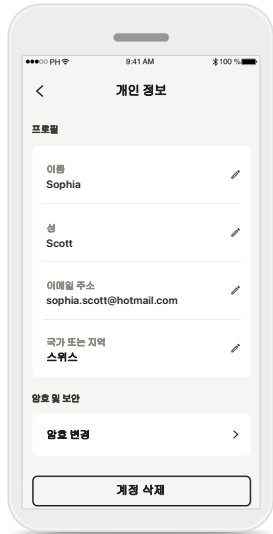 PH 9:41 AM 100 %
개인 정보
프로필
이름
Sophia
성
Scott
이메일 주소
sophia.scott@hotmail.com
국가 또는 지역
스위스
암호 및 보안
암호 변경
계정 삭제